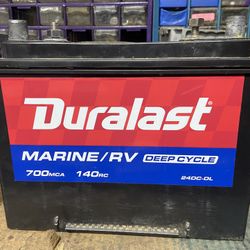 Duralast
MARINE/RV DEEP CYCLE
700MCA 140RC 24DC-DL